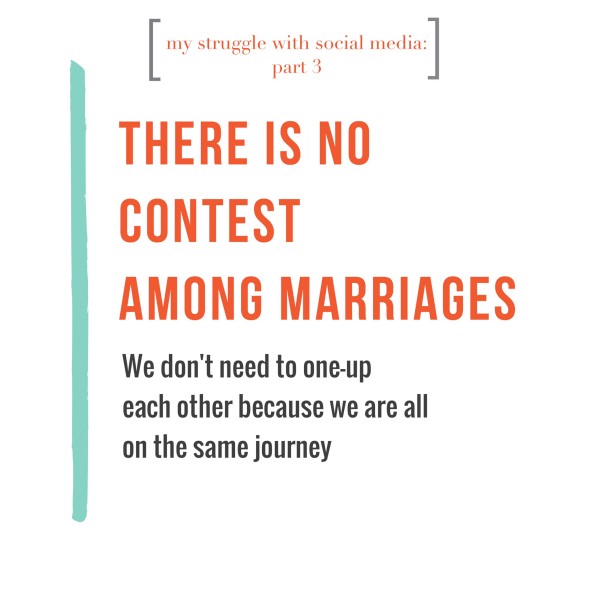 my struggle with social media:
part 3
THERE IS NO
CONTEST
AMONG MARRIAGES
We don't need to one-up
each other because we are all
on the same journey